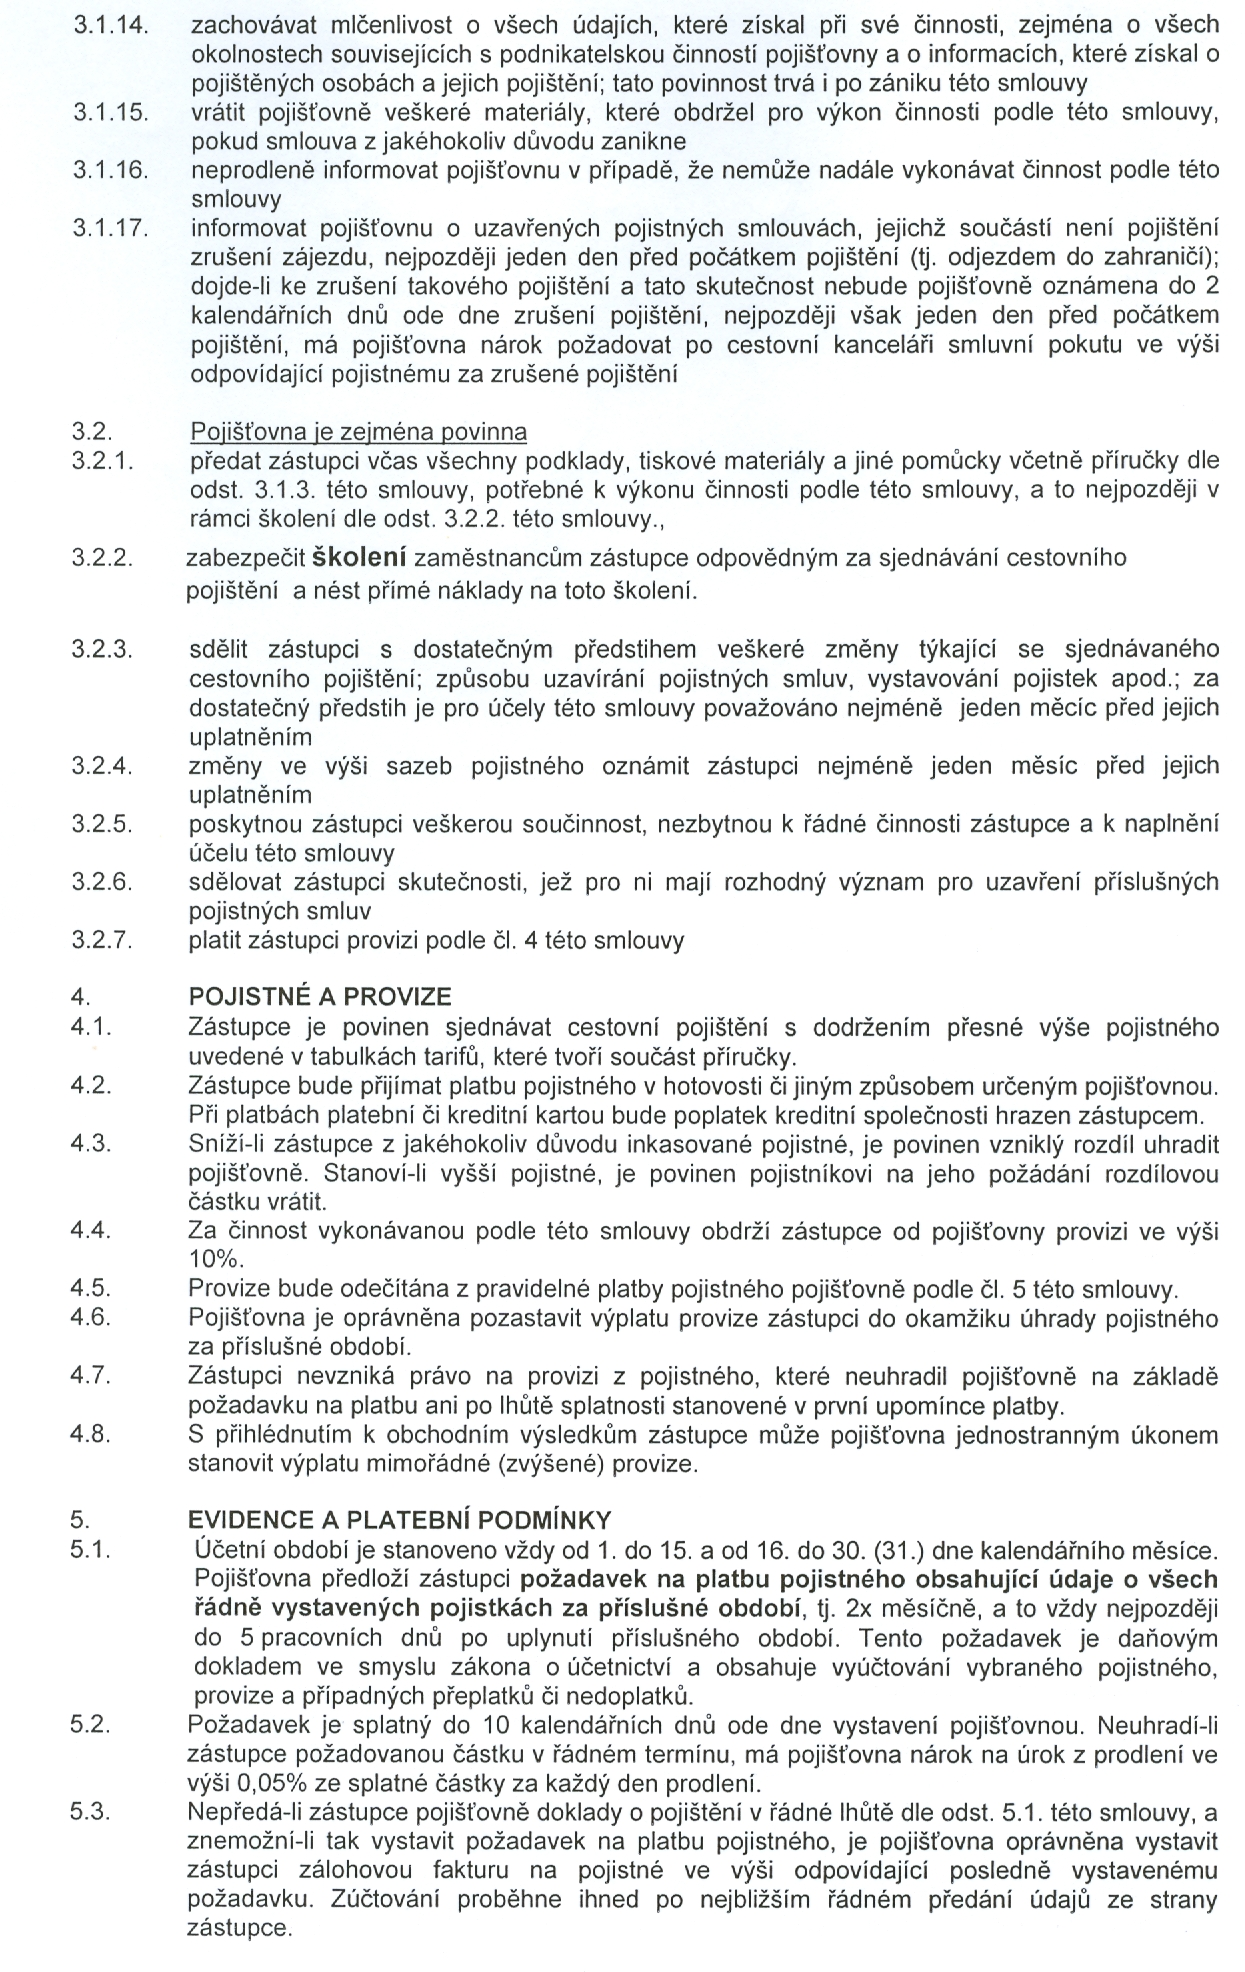 3.1.14. zachovávat mlčenlivost o všech údajích, které získal při své činnosti, zejména o všech
okolnostech souvisejících s podnikatelskou činností pojišťovny a o informacích, které získal o
pojištěných osobách a jejich pojištění; tato povinnost trvá i po zániku této smlouvy
3.1.15. vrátit pojišťovně veškeré materiály, které obdržel pro výkon činnosti podle této smlouvy,
pokud smlouva z jakéhokoliv důvodu zanikne
3.1.16. neprodleně informovat pojišťovnu v případě, že nemůže nadále vykonávat činnost podle této
smlouvy
3.1.17. informovat pojišťovnu o uzavřených pojistných smlouvách, jejichž součástí není pojištění
zrušení zájezdu, nejpozději jeden den před počátkem pojištění (tj. odjezdem do zahraničí);
dojde-li ke zrušení takového pojištění a tato skutečnost nebude pojišťovně oznámena do 2
kalendářních dnů ode dne zrušení pojištění, nejpozději však jeden den před počátkem
pojištění, má pojišťovna nárok požadovat po cestovní kanceláři smluvní pokutu ve výši
odpovídající pojistnému za zrušené pojištění
3.2. Pojišťovna je zejména povinna
3.2.1. předat zástupci včas všechny podklady, tiskové materiály a jiné pomůcky včetně příručky dle
odst. 3.1.3. této smlouvy, potřebné k výkonu činnosti podle této smlouvy, a to nejpozději v
rámci školení dle odst. 3.2.2. této smlouvy.,
3.2.2. zabezpečit školení zaměstnancům zástupce odpovědným za sjednávání cestovního
pojištění a nést přímé náklady na toto školení.
3.2.3. sdělit zástupci s dostatečným předstihem veškeré změny týkající se sjednávaného
cestovního pojištění; způsobu uzavírání pojistných smluv, vystavování pojistek apod.; za
dostatečný předstih je pro účely této smlouvy považováno nejméně jeden měcíc před jejich
uplatněním
3.2.4. změny ve výši sazeb pojistného oznámit zástupci nejméně jeden měsíc před jejich
uplatněním
3.2.5. poskytnou zástupci veškerou součinnost, nezbytnou k řádné činnosti zástupce a k naplnění
účelu této smlouvy
3.2.6. sdělovat zástupci skutečnosti, jež pro ni mají rozhodný význam pro uzavření příslušných
pojistných smluv
3.2.7. platit zástupci provizi podle čl. 4 této smlouvy
4. POJISTNÉ A PROVIZE
4.1. Zástupce je povinen sjednávat cestovní pojištění s dodržením přesné výše pojistného
uvedené v tabulkách tarifů, které tvoří součást příručky.
4.2. Zástupce bude přijímat platbu pojistného v hotovosti či jiným způsobem určeným pojišťovnou.
Při platbách platební či kreditní kartou bude poplatek kreditní společnosti hrazen zástupcem.
4.3. Sníží-li zástupce z jakéhokoliv důvodu inkasované pojistné, je povinen vzniklý rozdíl uhradit
pojišťovně. Stanoví-li vyšší pojistné, je povinen pojistníkovi na jeho požádání rozdílovou
částku vrátit.
4.4. Za činnost vykonávanou podle této smlouvy obdrží zástupce od pojišťovny provizi ve výši
10%.
4.5. Provize bude odečítána z pravidelné platby pojistného pojišťovně podle čl. 5 této smlouvy.
4.6. Pojišťovna je oprávněna pozastavit výplatu provize zástupci do okamžiku úhrady pojistného
za příslušné období.
4.7. Zástupci nevzniká právo na provizi z pojistného, které neuhradil pojišťovně na základě
požadavku na platbu ani po lhůtě splatnosti stanovené v první upomínce platby.
4.8. S přihlédnutím k obchodním výsledkům zástupce může pojišťovna jednostranným úkonem
stanovit výplatu mimořádné (zvýšené) provize.
5. EVIDENCE A PLATEBNÍ PODMÍNKY
5.1. Účetní období je stanoveno vždy od 1. do 15. a od 16. do 30. (31.) dne kalendářního měsíce.
Pojišťovna předloží zástupci požadavek na platbu pojistného obsahující údaje o všech
řádně vystavených pojistkách za příslušné období, tj. 2x měsíčně, a to vždy nejpozději
do 5 pracovních dnů po uplynutí příslušného období. Tento požadavek je daňovým
dokladem ve smyslu zákona o účetnictví a obsahuje vyúčtování vybraného pojistného,
provize a případných přeplatků či nedoplatků.
5.2. Požadavek je splatný do 10 kalendářních dnů ode dne vystavení pojišťovnou. Neuhradí-li
zástupce požadovanou částku v řádném termínu, má pojišťovna nárok na úrok z prodlení ve
výši 0,05% ze splatné částky za každý den prodlení.
5.3. Nepředá-li zástupce pojišťovně doklady o pojištění v řádné lhůtě dle odst. 5.1. této smlouvy, a
znemožní-li tak vystavit požadavek na platbu pojistného, je pojišťovna oprávněna vystavit
zástupci zálohovou fakturu na pojistné ve výši odpovídající posledně vystavenému
požadavku. Zúčtování proběhne ihned po nejbližším řádném předání údajů ze strany
zástupce.